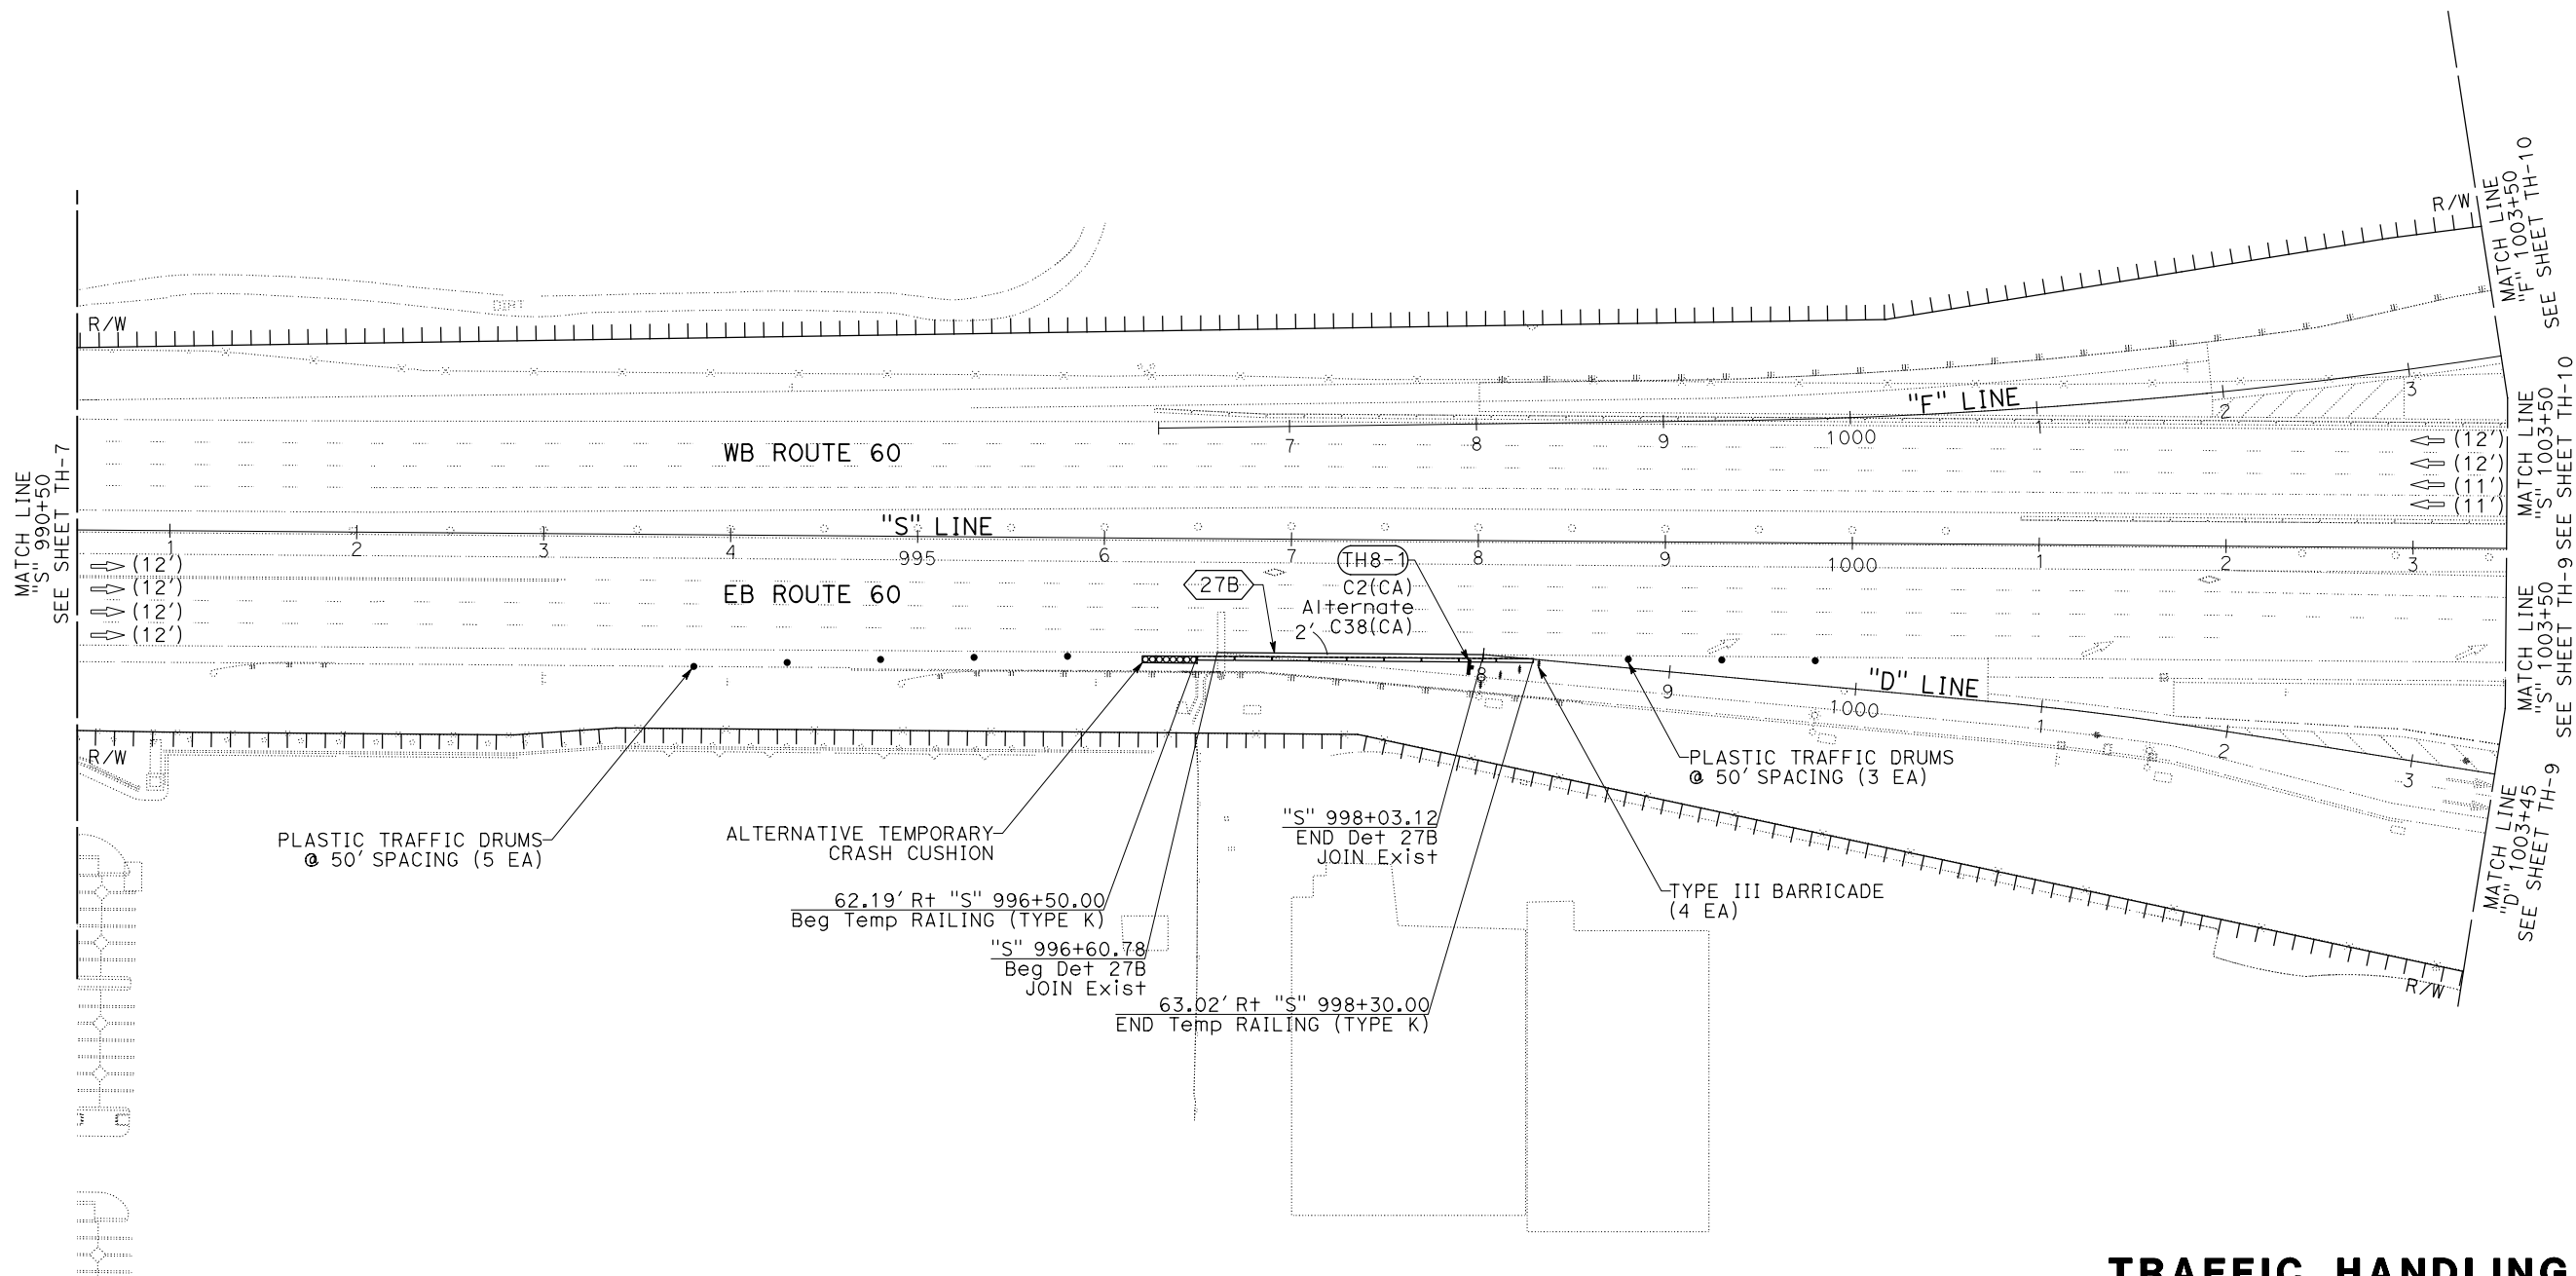 R/W
MATCH LINE
"F" 1003+50
SEE SHEET TH-10
R/W
DIRT
"F" LINE
7
8
9
1000
1
2
3
WB ROUTE 60
(12')
(12')
(11')
(11')
MATCH LINE
"S" 1003+50
SEE SHEET TH-10
MATCH LINE
"S" 990+50
SEE SHEET TH-7
"S" LINE
1
2
3
4
995
6
7
8
9
1000
1
2
3
(12')
(12')
(12')
(12')
EB ROUTE 60
27B
TH8-1
C2(CA)
Alternate
C38(CA)
2'
MATCH LINE
"S" 1003+50
SEE SHEET TH-9
"D" LINE
8
9
1000
1
2
3
R/W
PLASTIC TRAFFIC DRUMS
@ 50' SPACING (3 EA)
PLASTIC TRAFFIC DRUMS
@ 50' SPACING (5 EA)
ALTERNATIVE TEMPORARY
CRASH CUSHION
"S" 998+03.12
END Det 27B
JOIN Exist
MATCH LINE
"D" 1003+45
SEE SHEET TH-9
62.19' Rt "S" 996+50.00
Beg Temp RAILING (TYPE K)
TYPE III BARRICADE
(4 EA)
"S" 996+60.78
Beg Det 27B
JOIN Exist
63.02' Rt "S" 998+30.00
END Temp RAILING (TYPE K)
R/W
TRAFFIC HANDLING